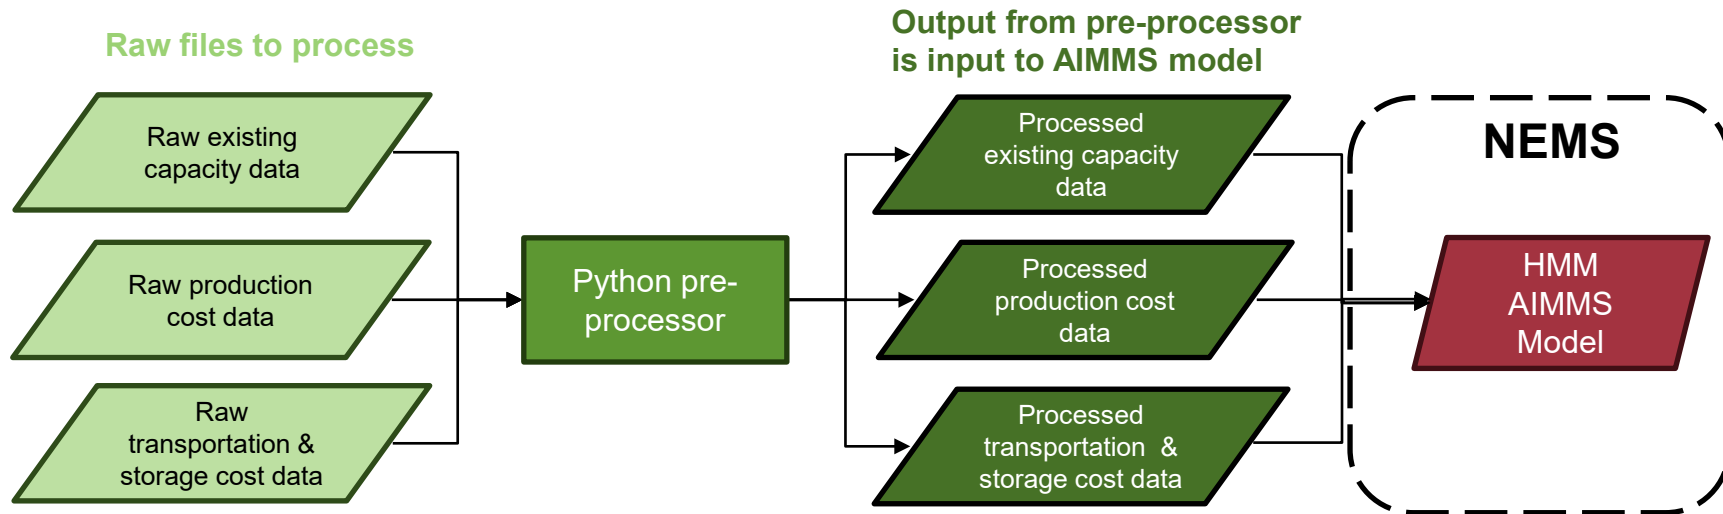 Raw files to process
Output from pre-processor
is input to AIMMS model
Raw existing
capacity data
Raw production
cost data
Raw
transportation &
storage cost data
Python pre-
processor
Processed
existing capacity
data
Processed
production cost
data
Processed
transportation &
storage cost data
NEMS
HMM
AIMMS
Model